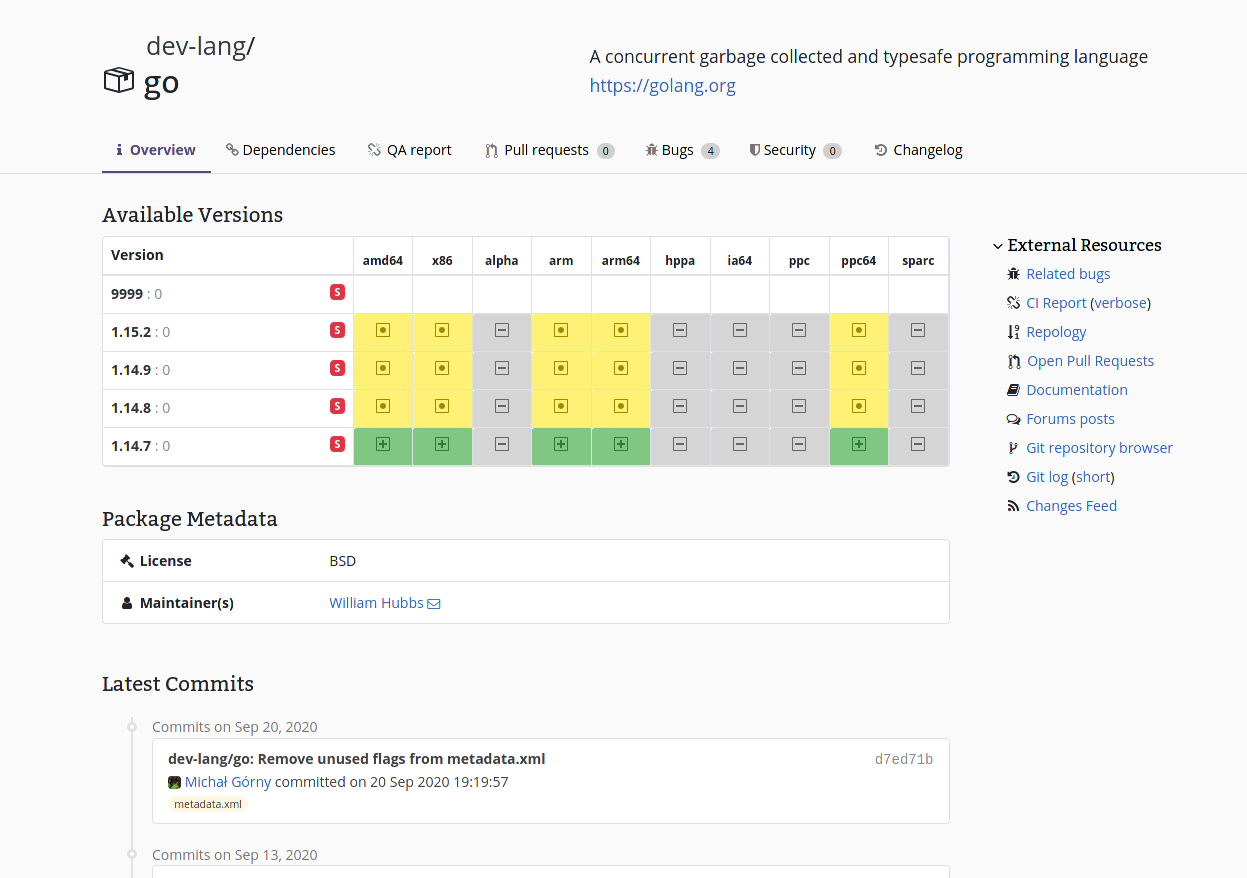 dev-lang/
go
A concurrent garbage collected and typesafe programming language
https://golang.org
Overview Dependencies QA report Pull requests 0 Bugs 4 Security 0 Changelog
Available Versions
Version amd64 x86 alpha arm arm64 hppa ia64 ppc ppc64 sparc
9999 : 0 S
1.15.2 : 0 S
1.14.9 : 0 S
1.14.8 : 0 S
1.14.7 : 0 S
External Resources
Related bugs
CI Report (verbose)
Repology
Open Pull Requests
Documentation
Forums posts
Git repository browser
Git log (short)
Changes Feed
Package Metadata
License BSD
Maintainer(s) William Hubbs
Latest Commits
Commits on Sep 20, 2020
dev-lang/go: Remove unused flags from metadata.xml d7ed71b
Michał Górny committed on 20 Sep 2020 19:19:57
metadata.xml
Commits on Sep 13, 2020